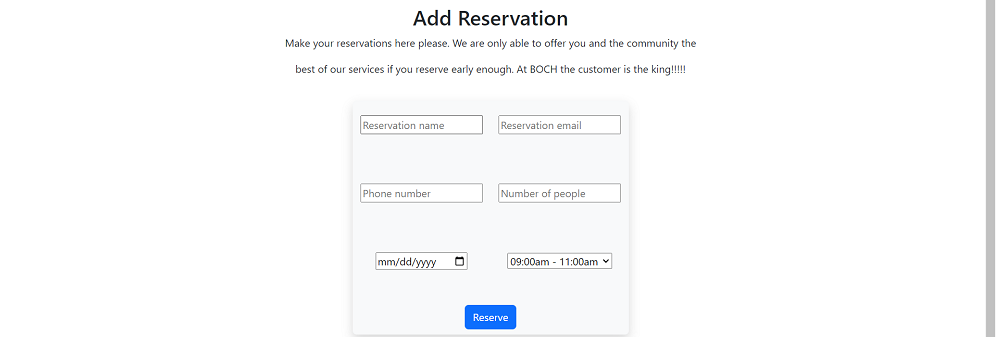 Add Reservation
Make your reservations here please. We are only able to offer you and the community the
best of our services if you reserve early enough. At BOCH the customer is the king!!!!!
Reservation name
Reservation email
Phone number
Number of people
mm/dd/yyyy
09:00am - 11:00am
Reserve